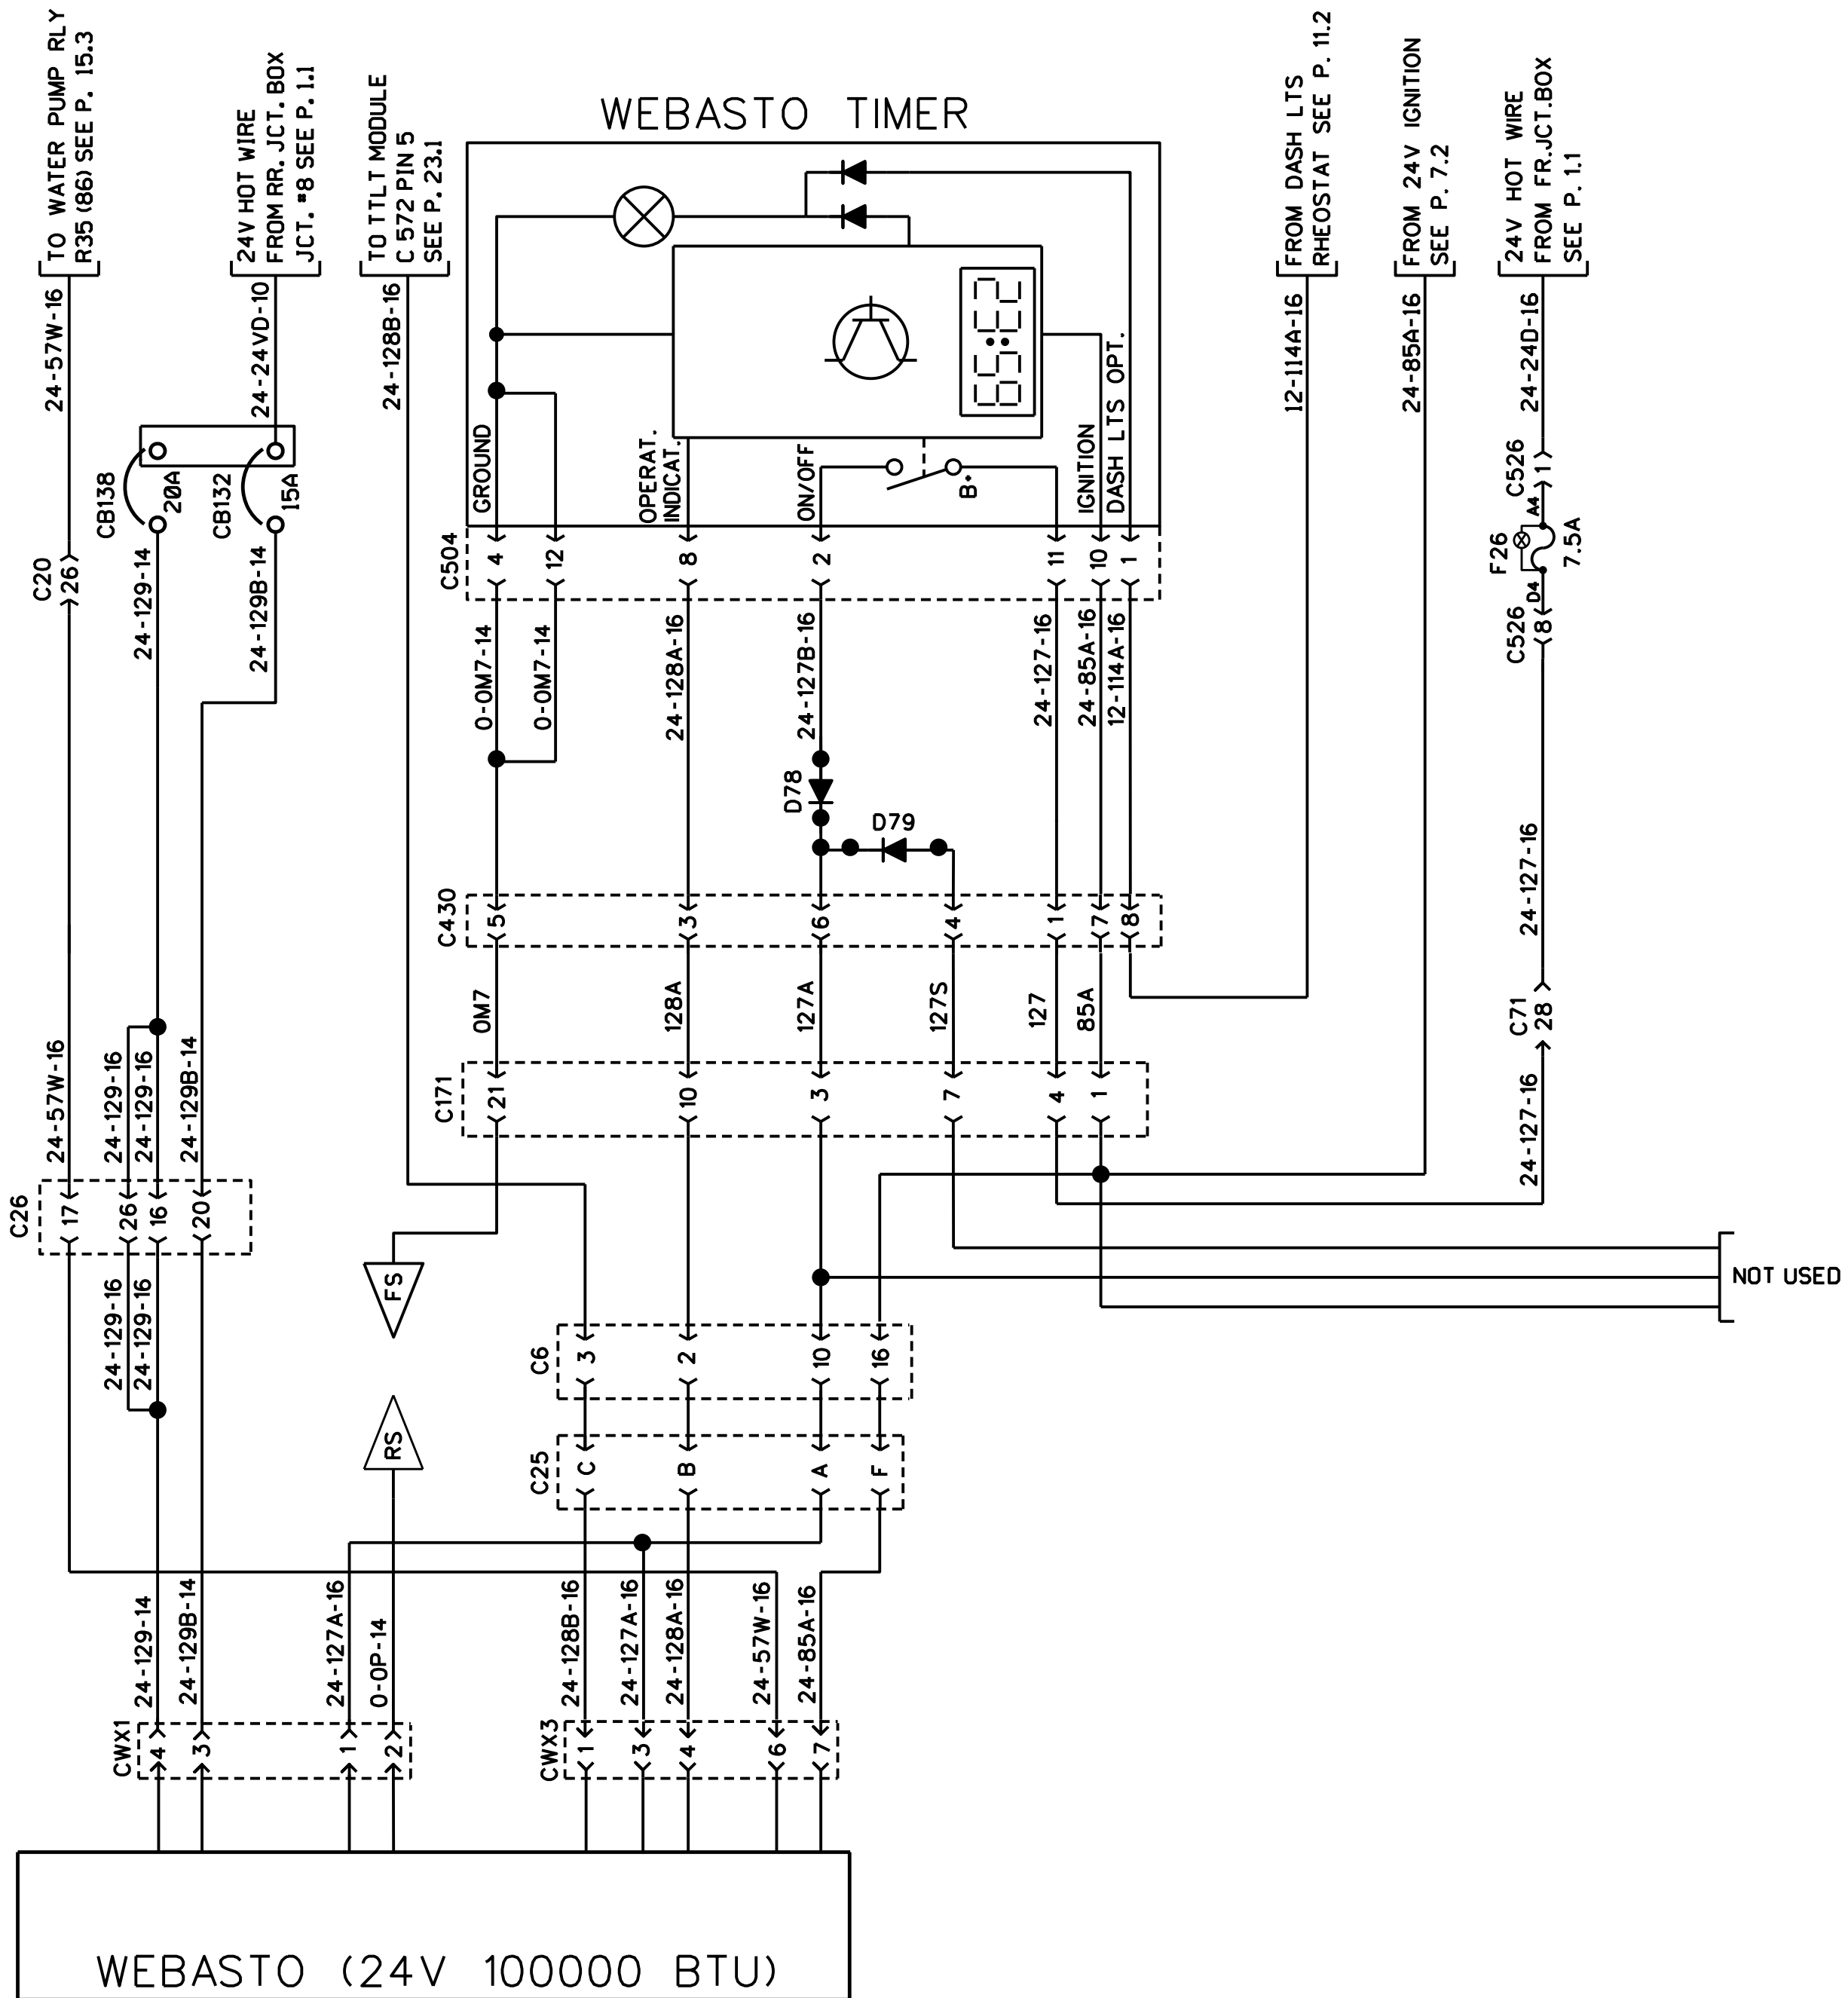 TO WATER PUMP RLY
R35 (86) SEE P. 15.3
24V HOT WIRE
FROM RR. JCT. BOX
JCT. #8 SEE P. 1.1
TO TTLT MODULE
C 572 PIN 5
SEE P. 23.1
WEBASTO TIMER
FROM DASH LTS
RHEOSTAT SEE P. 11.2
FROM 24V IGNITION
SEE P. 7.2
24V HOT WIRE
FROM FR.JCT.BOX
SEE P. 1.1
24-57W-16
24-24VD-10
24-128B-16
12-114A-16
24-85A-16
24-24D-16
CB138
20A
CB132
15A
GROUND
OPERAT.
INDICAT.
ON/OFF
B+
IGNITION
DASH LTS OPT.
C526
1
A4
F26
7.5A
D4
C526
8
C20
26
24-129-14
24-129B-14
C504
4
12
8
2
11
10
1
0-0M7-14
0-0M7-14
24-128A-16
24-127B-16
24-127-16
24-85A-16
12-114A-16
D78
D79
24-127-16
C430
5
3
6
4
1
7
8
0M7
128A
127A
127S
127
85A
C71
28
24-57W-16
24-129-16
24-129-16
24-129B-14
C171
21
10
3
7
4
1
24-127-16
C26
17
26
16
20
24-129-16
24-129-16
FS
NOT USED
C6
3
2
10
16
RS
C25
C
B
A
F
24-129-14
24-129B-14
24-127A-16
0-0P-14
24-128B-16
24-127A-16
24-128A-16
24-57W-16
24-85A-16
CWX1
4
3
1
2
CWX3
1
3
4
6
7
WEBASTO (24V 100000 BTU)